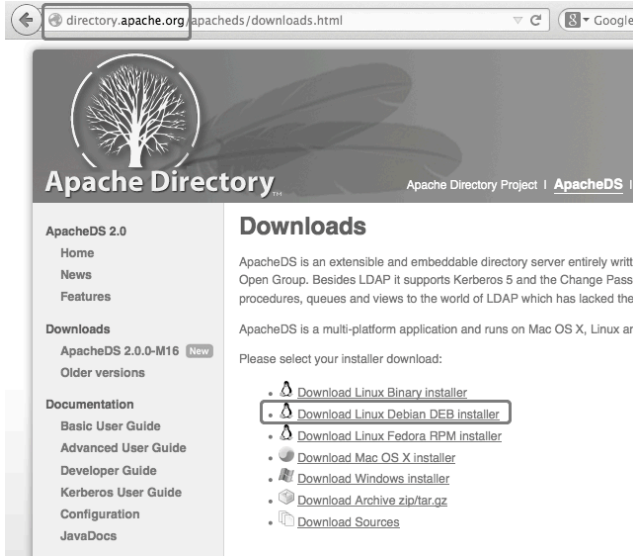 directory.apache.org/apacheds/downloads.html
Google
Apache Directory
TM
Apache Directory Project | ApacheDS |
ApacheDS 2.0
Home
News
Features
Downloads
ApacheDS 2.0.0-M16 New
Older versions
Documentation
Basic User Guide
Advanced User Guide
Developer Guide
Kerberos User Guide
Configuration
JavaDocs
Downloads
ApacheDS is an extensible and embeddable directory server entirely writt
Open Group. Besides LDAP it supports Kerberos 5 and the Change Pass
procedures, queues and views to the world of LDAP which has lacked the
ApacheDS is a multi-platform application and runs on Mac OS X, Linux an
Please select your installer download:
Download Linux Binary installer
Download Linux Debian DEB installer
Download Linux Fedora RPM installer
Download Mac OS X installer
Download Windows installer
Download Archive zip/tar.gz
Download Sources